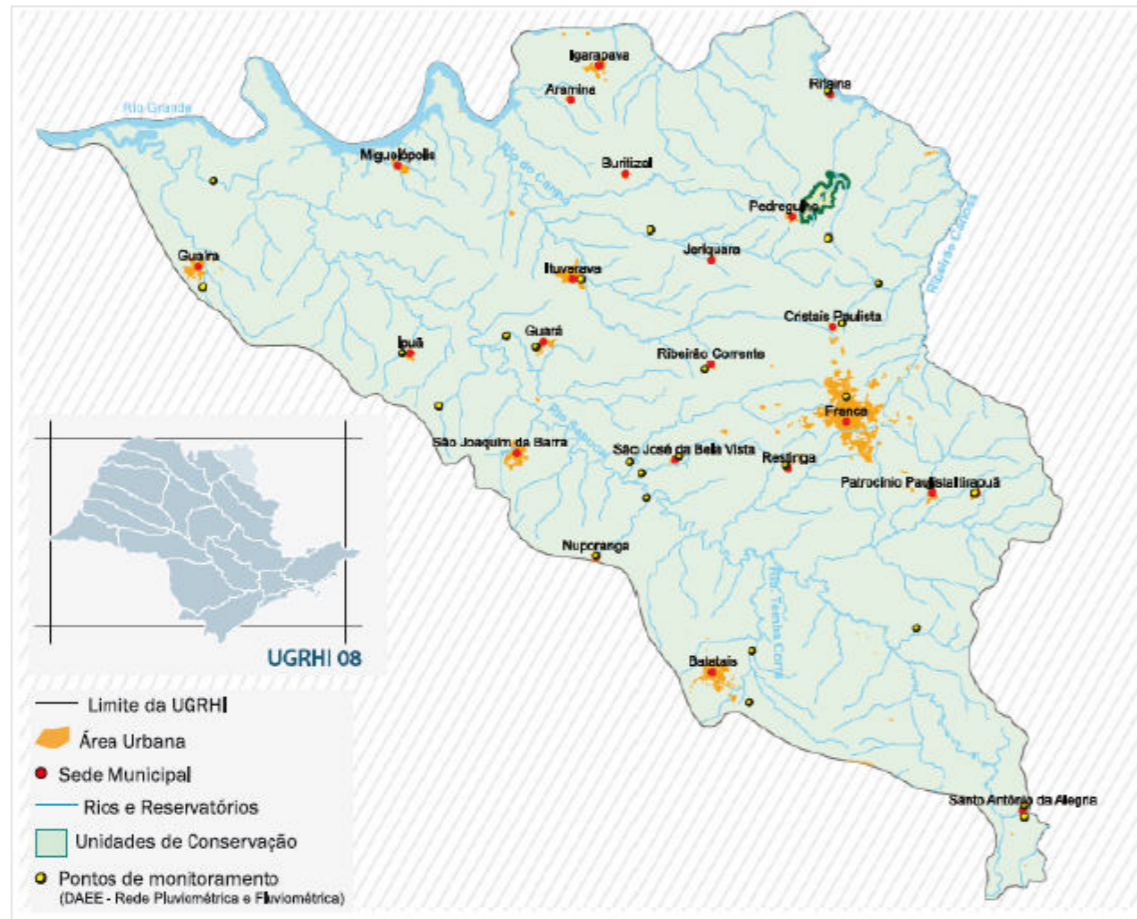 Igarapava
Aramina
Rifaina
Rio Grande
Miguelópolis
Buritizal
Rio do Carmo
Pedregulho
Ribeirão Canoas
Guaíra
Jeriquara
Ituverava
Cristais Paulista
Guará
Ipuã
Ribeirão Corrente
Franca
Rio Sapucaí
São Joaquim da Barra
São José da Bela Vista
Restinga
Patrocínio Paulista
Itirapuã
Nuporanga
Batatais
Santo Antônio da Alegria
UGRHI 08
Limite da UGRHI
Área Urbana
Sede Municipal
Rios e Reservatórios
Unidades de Conservação
Pontos de monitoramento
(DAEE - Rede Pluviométrica e Fluviométrica)